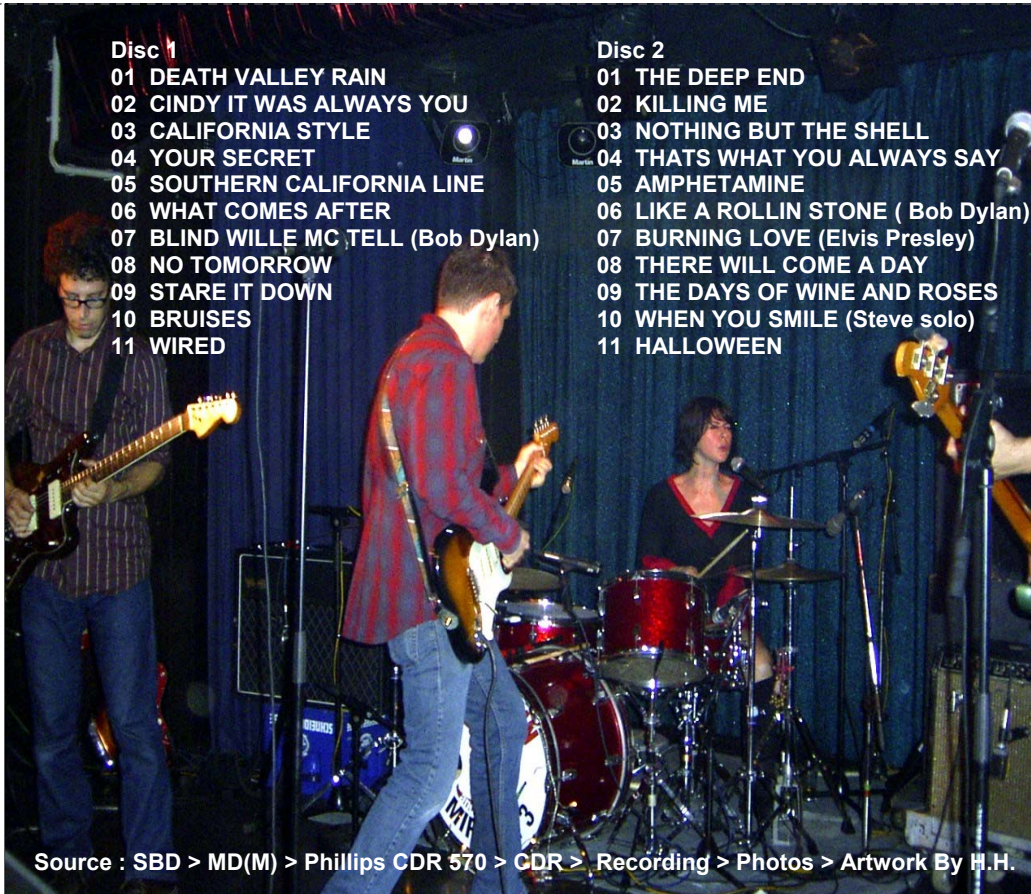 Disc 1
01 DEATH VALLEY RAIN
02 CINDY IT WAS ALWAYS YOU
03 CALIFORNIA STYLE
04 YOUR SECRET
05 SOUTHERN CALIFORNIA LINE
06 WHAT COMES AFTER
07 BLIND WILLE MC TELL (Bob Dylan)
08 NO TOMORROW
09 STARE IT DOWN
10 BRUISES
11 WIRED
Disc 2
01 THE DEEP END
02 KILLING ME
03 NOTHING BUT THE SHELL
04 THATS WHAT YOU ALWAYS SAY
05 AMPHETAMINE
06 LIKE A ROLLIN STONE ( Bob Dylan)
07 BURNING LOVE (Elvis Presley)
08 THERE WILL COME A DAY
09 THE DAYS OF WINE AND ROSES
10 WHEN YOU SMILE (Steve solo)
11 HALLOWEEN
Martin
Martin
3
Source : SBD > MD(M) > Phillips CDR 570 > CDR > Recording > Photos > Artwork By H.H.